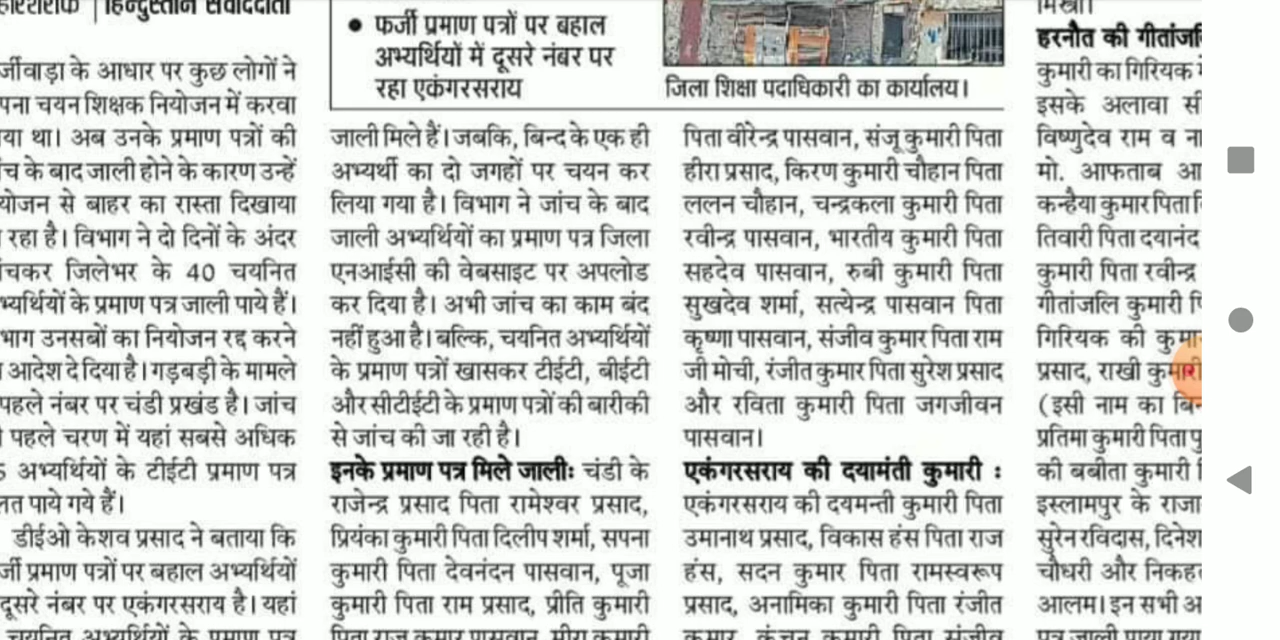 हिन्दुस्तान संवाददाता
के आधार पर कुछ लोगों ने
चयन शिक्षक नियोजन में करवा
था। अब उनके प्रमाण पत्रों की
के बाद जाली होने के कारण उन्हें
से बाहर का रास्ता दिखाया
रहा है। विभाग ने दो दिनों के अंदर
जिलेभर के 40 चयनित
के प्रमाण पत्र जाली पाये हैं।
उनसबों का नियोजन रद्द करने
आदेश दे दिया है। गड़बड़ी के मामले
पहले नंबर पर चंडी प्रखंड है। जांच
पहले चरण में यहां सबसे अधिक
अभ्यर्थियों के टीईटी प्रमाण पत्र
पाये गये हैं।
डीईओ केशव प्रसाद ने बताया कि
प्रमाण पत्रों पर बहाल अभ्यर्थियों
दूसरे नंबर पर एकंगरसराय है। यहां
चयनित अभ्यर्थियों के प्रमाण पत्र
• फर्जी प्रमाण पत्रों पर बहाल
अभ्यर्थियों में दूसरे नंबर पर
रहा एकंगरसराय
जिला शिक्षा पदाधिकारी का कार्यालय।
जाली मिले हैं। जबकि, बिन्द के एक ही
अभ्यर्थी का दो जगहों पर चयन कर
लिया गया है। विभाग ने जांच के बाद
जाली अभ्यर्थियों का प्रमाण पत्र जिला
एनआईसी की वेबसाइट पर अपलोड
कर दिया है। अभी जांच का काम बंद
नहीं हुआ है। बल्कि, चयनित अभ्यर्थियों
के प्रमाण पत्रों खासकर टीईटी, बीईटी
और सीटीईटी के प्रमाण पत्रों की बारीकी
से जांच की जा रही है।
इनके प्रमाण पत्र मिले जालीः चंडी के
राजेन्द्र प्रसाद पिता रामेश्वर प्रसाद,
प्रियंका कुमारी पिता दिलीप शर्मा, सपना
कुमारी पिता देवनंदन पासवान, पूजा
कुमारी पिता राम प्रसाद, प्रीति कुमारी
पिता राज कुमार पासवान, मीरा कुमारी
पिता वीरेन्द्र पासवान, संजू कुमारी पिता
हीरा प्रसाद, किरण कुमारी चौहान पिता
ललन चौहान, चन्द्रकला कुमारी पिता
रवीन्द्र पासवान, भारतीय कुमारी पिता
सहदेव पासवान, रुबी कुमारी पिता
सुखदेव शर्मा, सत्येन्द्र पासवान पिता
कृष्णा पासवान, संजीव कुमार पिता राम
जी मोची, रंजीत कुमार पिता सुरेश प्रसाद
और रविता कुमारी पिता जगजीवन
पासवान।
एकंगरसराय की दयामंती कुमारी :
एकंगरसराय की दयमन्ती कुमारी पिता
उमानाथ प्रसाद, विकास हंस पिता राज
हंस, सदन कुमार पिता रामस्वरूप
प्रसाद, अनामिका कुमारी पिता रंजीत
कुमार, कंचन कुमारी पिता संजीव
हरनौत की
कुमारी का गिरियक
इसके अलावा
विष्णुदेव राम व
मो. आफताब
कन्हैया कुमार पिता
तिवारी पिता दयानंद
कुमारी पिता रवीन्द्र
गीतांजलि कुमारी
गिरियक की
प्रसाद, राखी कुमारी
(इसी नाम का
प्रतिमा कुमारी पिता
की बबीता कुमारी
इस्लामपुर के राजा
सुरेन रविदास, दिनेश
चौधरी और
आलम। इन सभी
पत्र जाली पाया